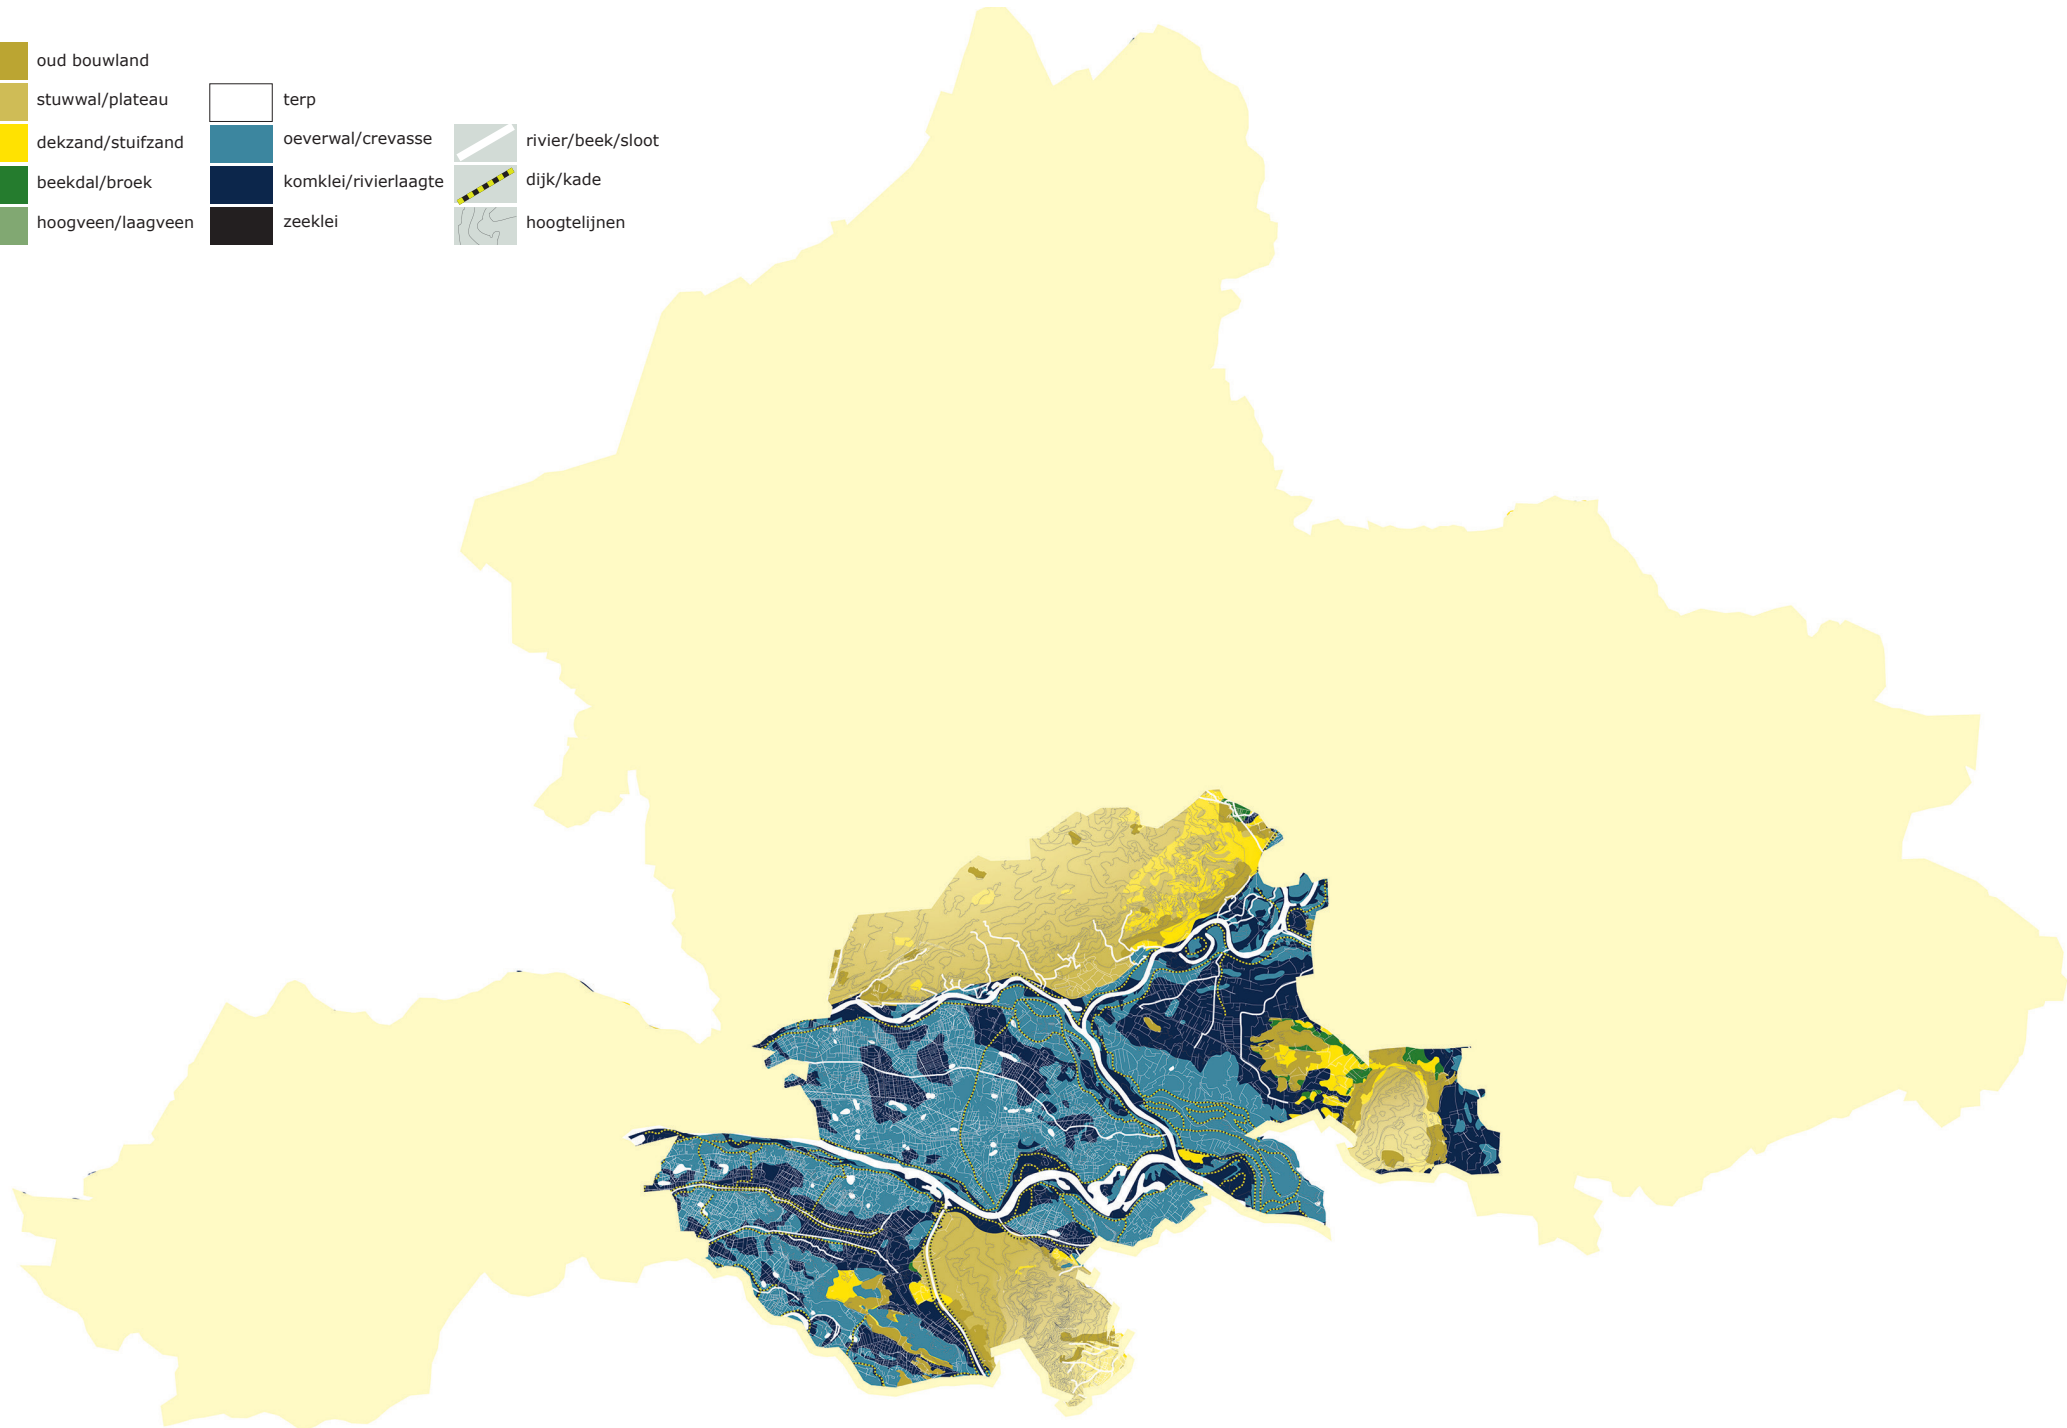 oud bouwland
stuwwal/plateau
dekzand/stuifzand
beekdal/broek
hoogveen/laagveen
terp
oeverwal/crevasse
komklei/rivierlaagte
zeeklei
rivier/beek/sloot
dijk/kade
hoogtelijnen